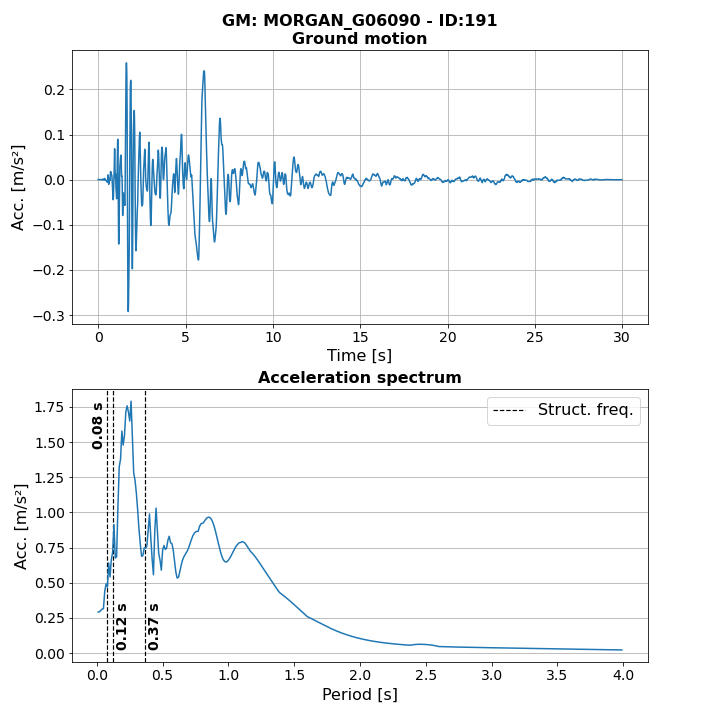 GM: MORGAN_G06090 - ID:191
Ground motion
0.2
0.1
0.0
−0.1
−0.2
−0.3
Acc. [m/s²]
0 5 10 15 20 25 30
Time [s]
Acceleration spectrum
1.75
1.50
1.25
1.00
0.75
0.50
0.25
0.00
Acc. [m/s²]
0.08 s
0.12 s
0.37 s
Struct. freq.
0.0 0.5 1.0 1.5 2.0 2.5 3.0 3.5 4.0
Period [s]